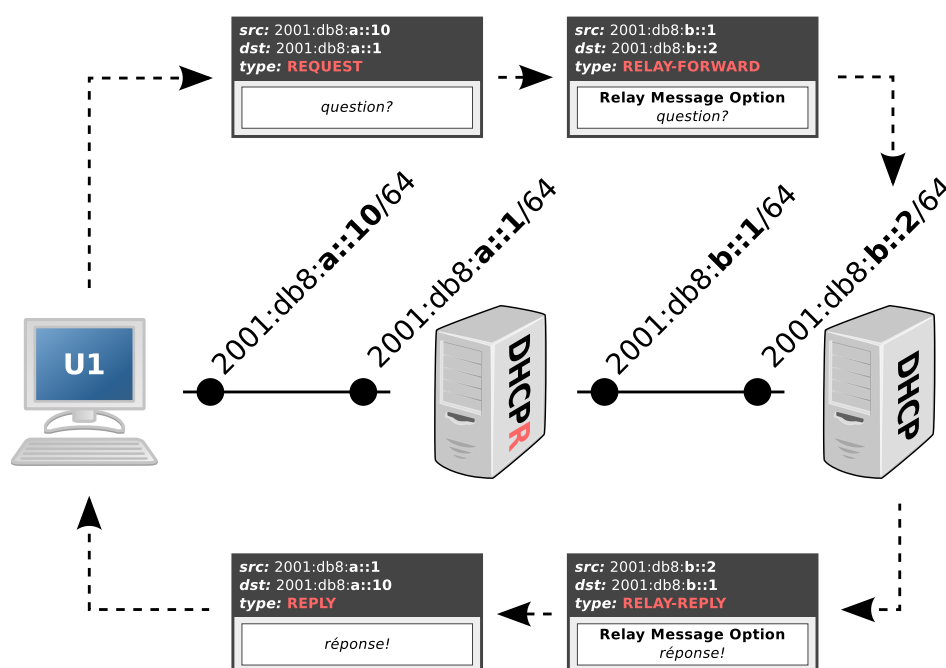 src: 2001:db8:a::10
dst: 2001:db8:a::1
type: REQUEST
question?
src: 2001:db8:b::1
dst: 2001:db8:b::2
type: RELAY-FORWARD
Relay Message Option
question?
2001:db8:a::10/64
2001:db8:a::1/64
2001:db8:b::1/64
2001:db8:b::2/64
U1
DHCPR
DHCP
src: 2001:db8:a::1
dst: 2001:db8:a::10
type: REPLY
réponse!
src: 2001:db8:b::2
dst: 2001:db8:b::1
type: RELAY-REPLY
Relay Message Option
réponse!